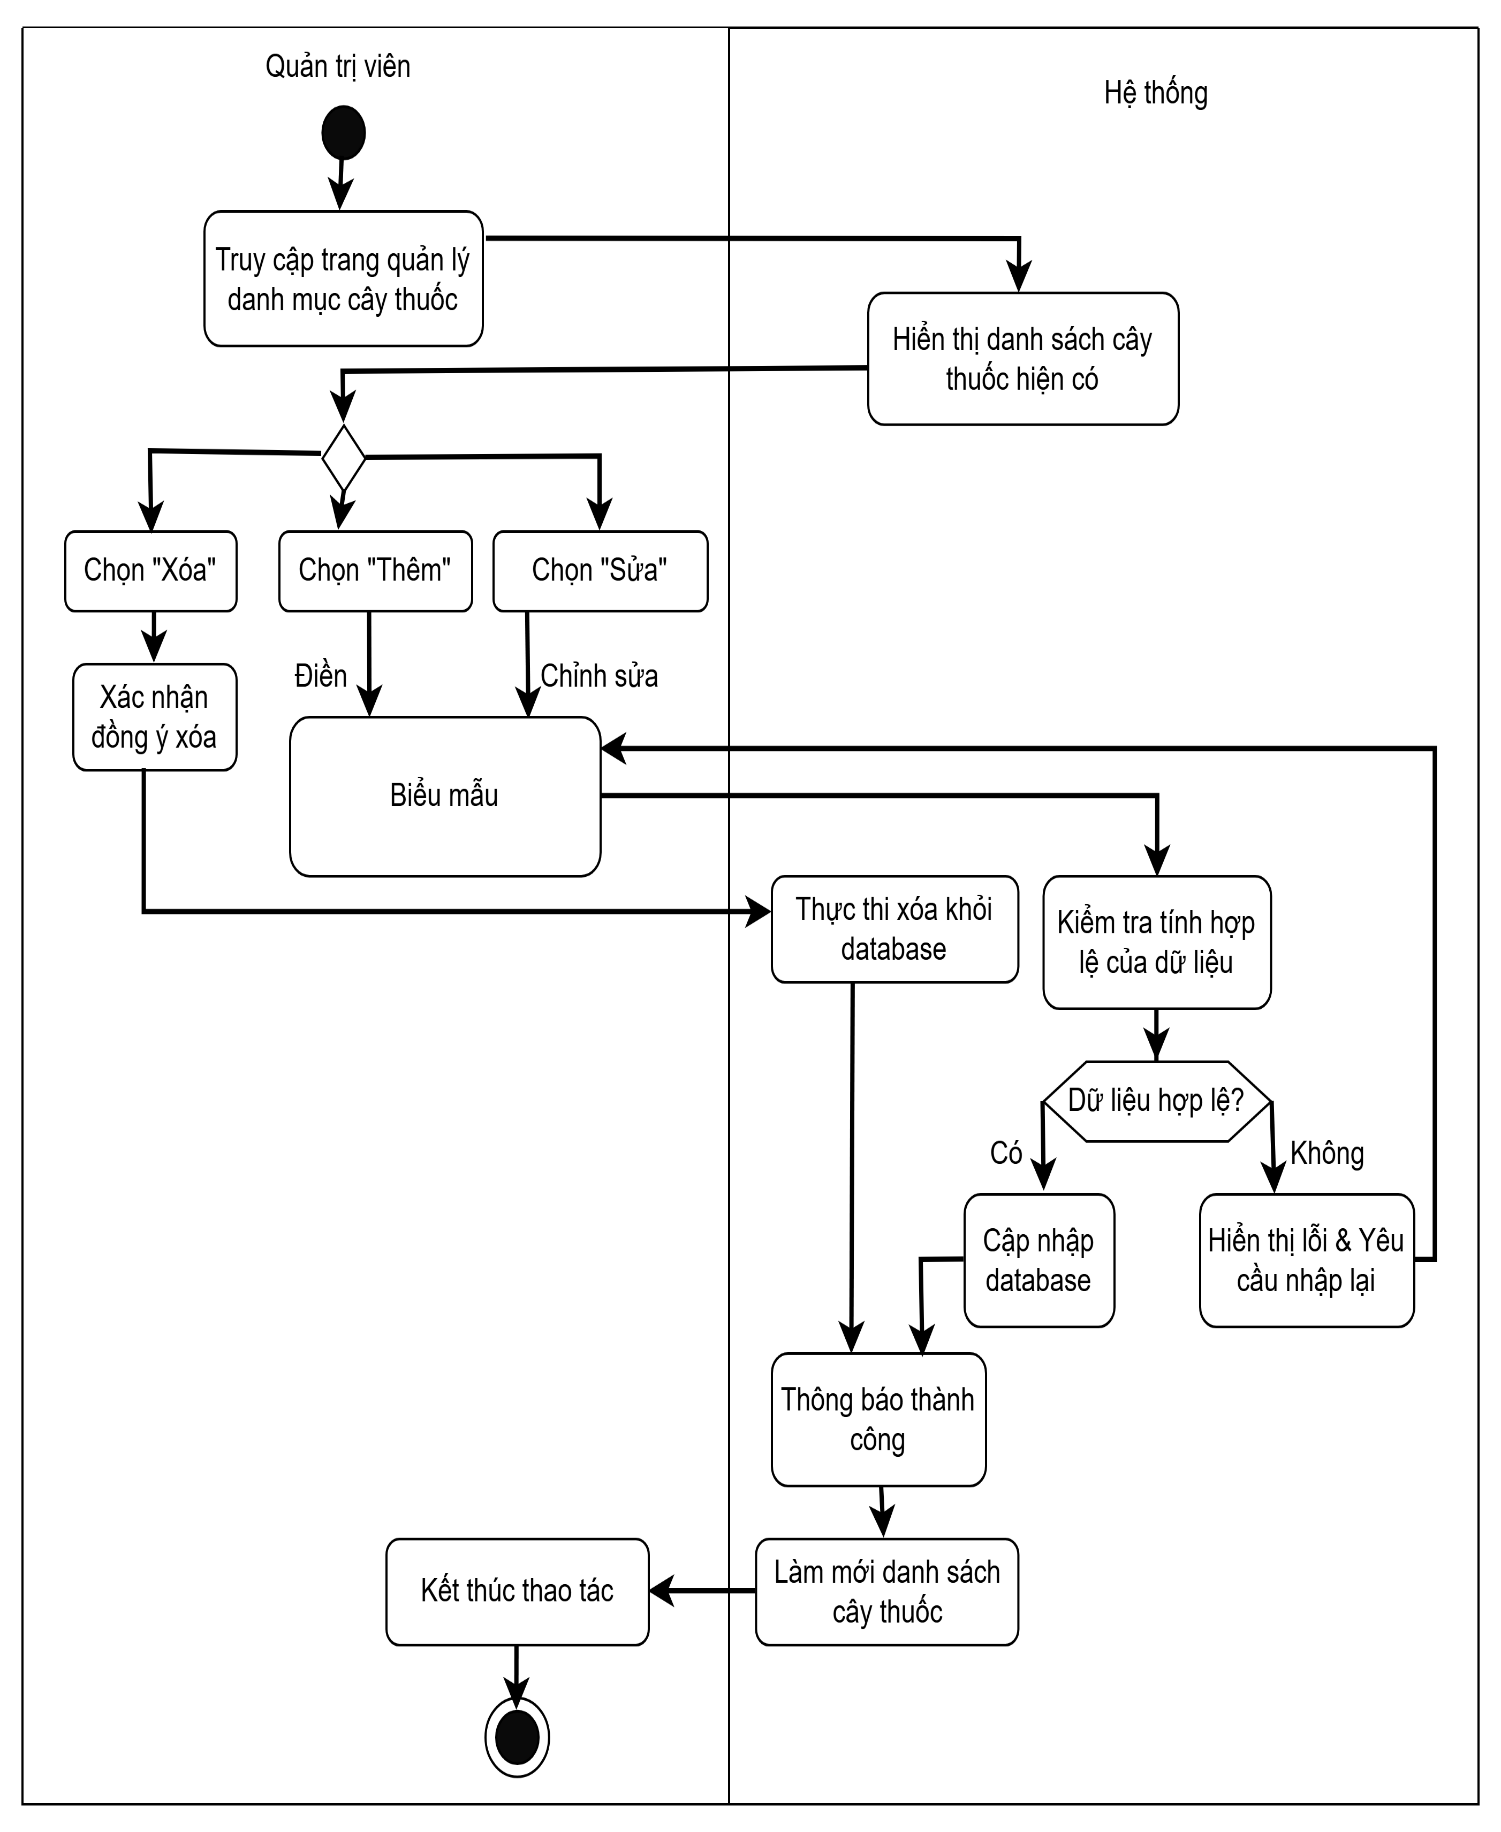 Quản trị viên
Hệ thống
Truy cập trang quản lý
danh mục cây thuốc
Hiển thị danh sách cây
thuốc hiện có
Chọn "Xóa"
Chọn "Thêm"
Chọn "Sửa"
Điền
Chỉnh sửa
Xác nhận
đồng ý xóa
Biểu mẫu
Thực thi xóa khỏi
database
Kiểm tra tính hợp
lệ của dữ liệu
Dữ liệu hợp lệ?
Có
Không
Cập nhập
database
Hiển thị lỗi & Yêu
cầu nhập lại
Thông báo thành
công
Kết thúc thao tác
Làm mới danh sách
cây thuốc